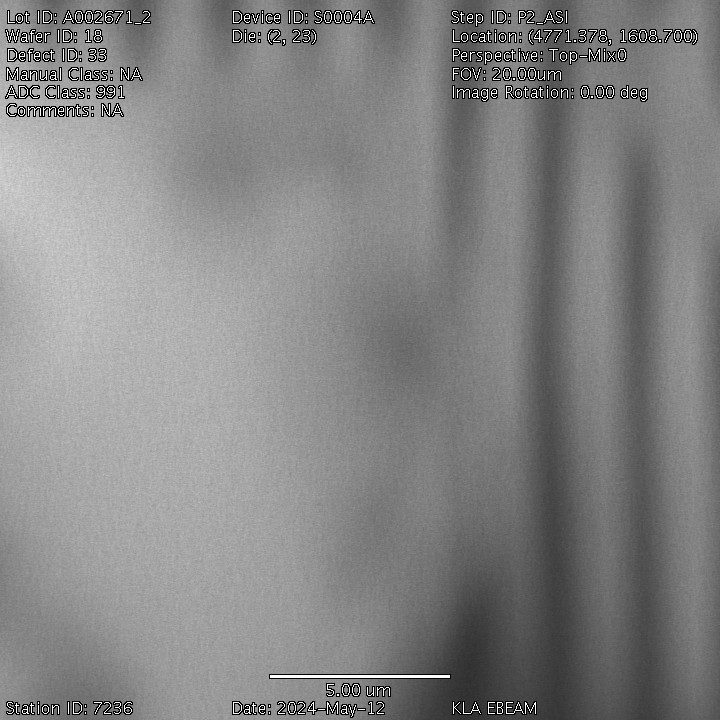 Lot ID: A002671_2
Wafer ID: 18
Defect ID: 33
Manual Class: NA
ADC Class: 991
Comments: NA
Device ID: S0004A
Die: (2, 23)
Step ID: P2_ASI
Location: (4771.378, 1608.700)
Perspective: Top-Mix0
FOV: 20.00um
Image Rotation: 0.00 deg
5.00 um
Station ID: 7236
Date: 2024-May-12
KLA EBEAM